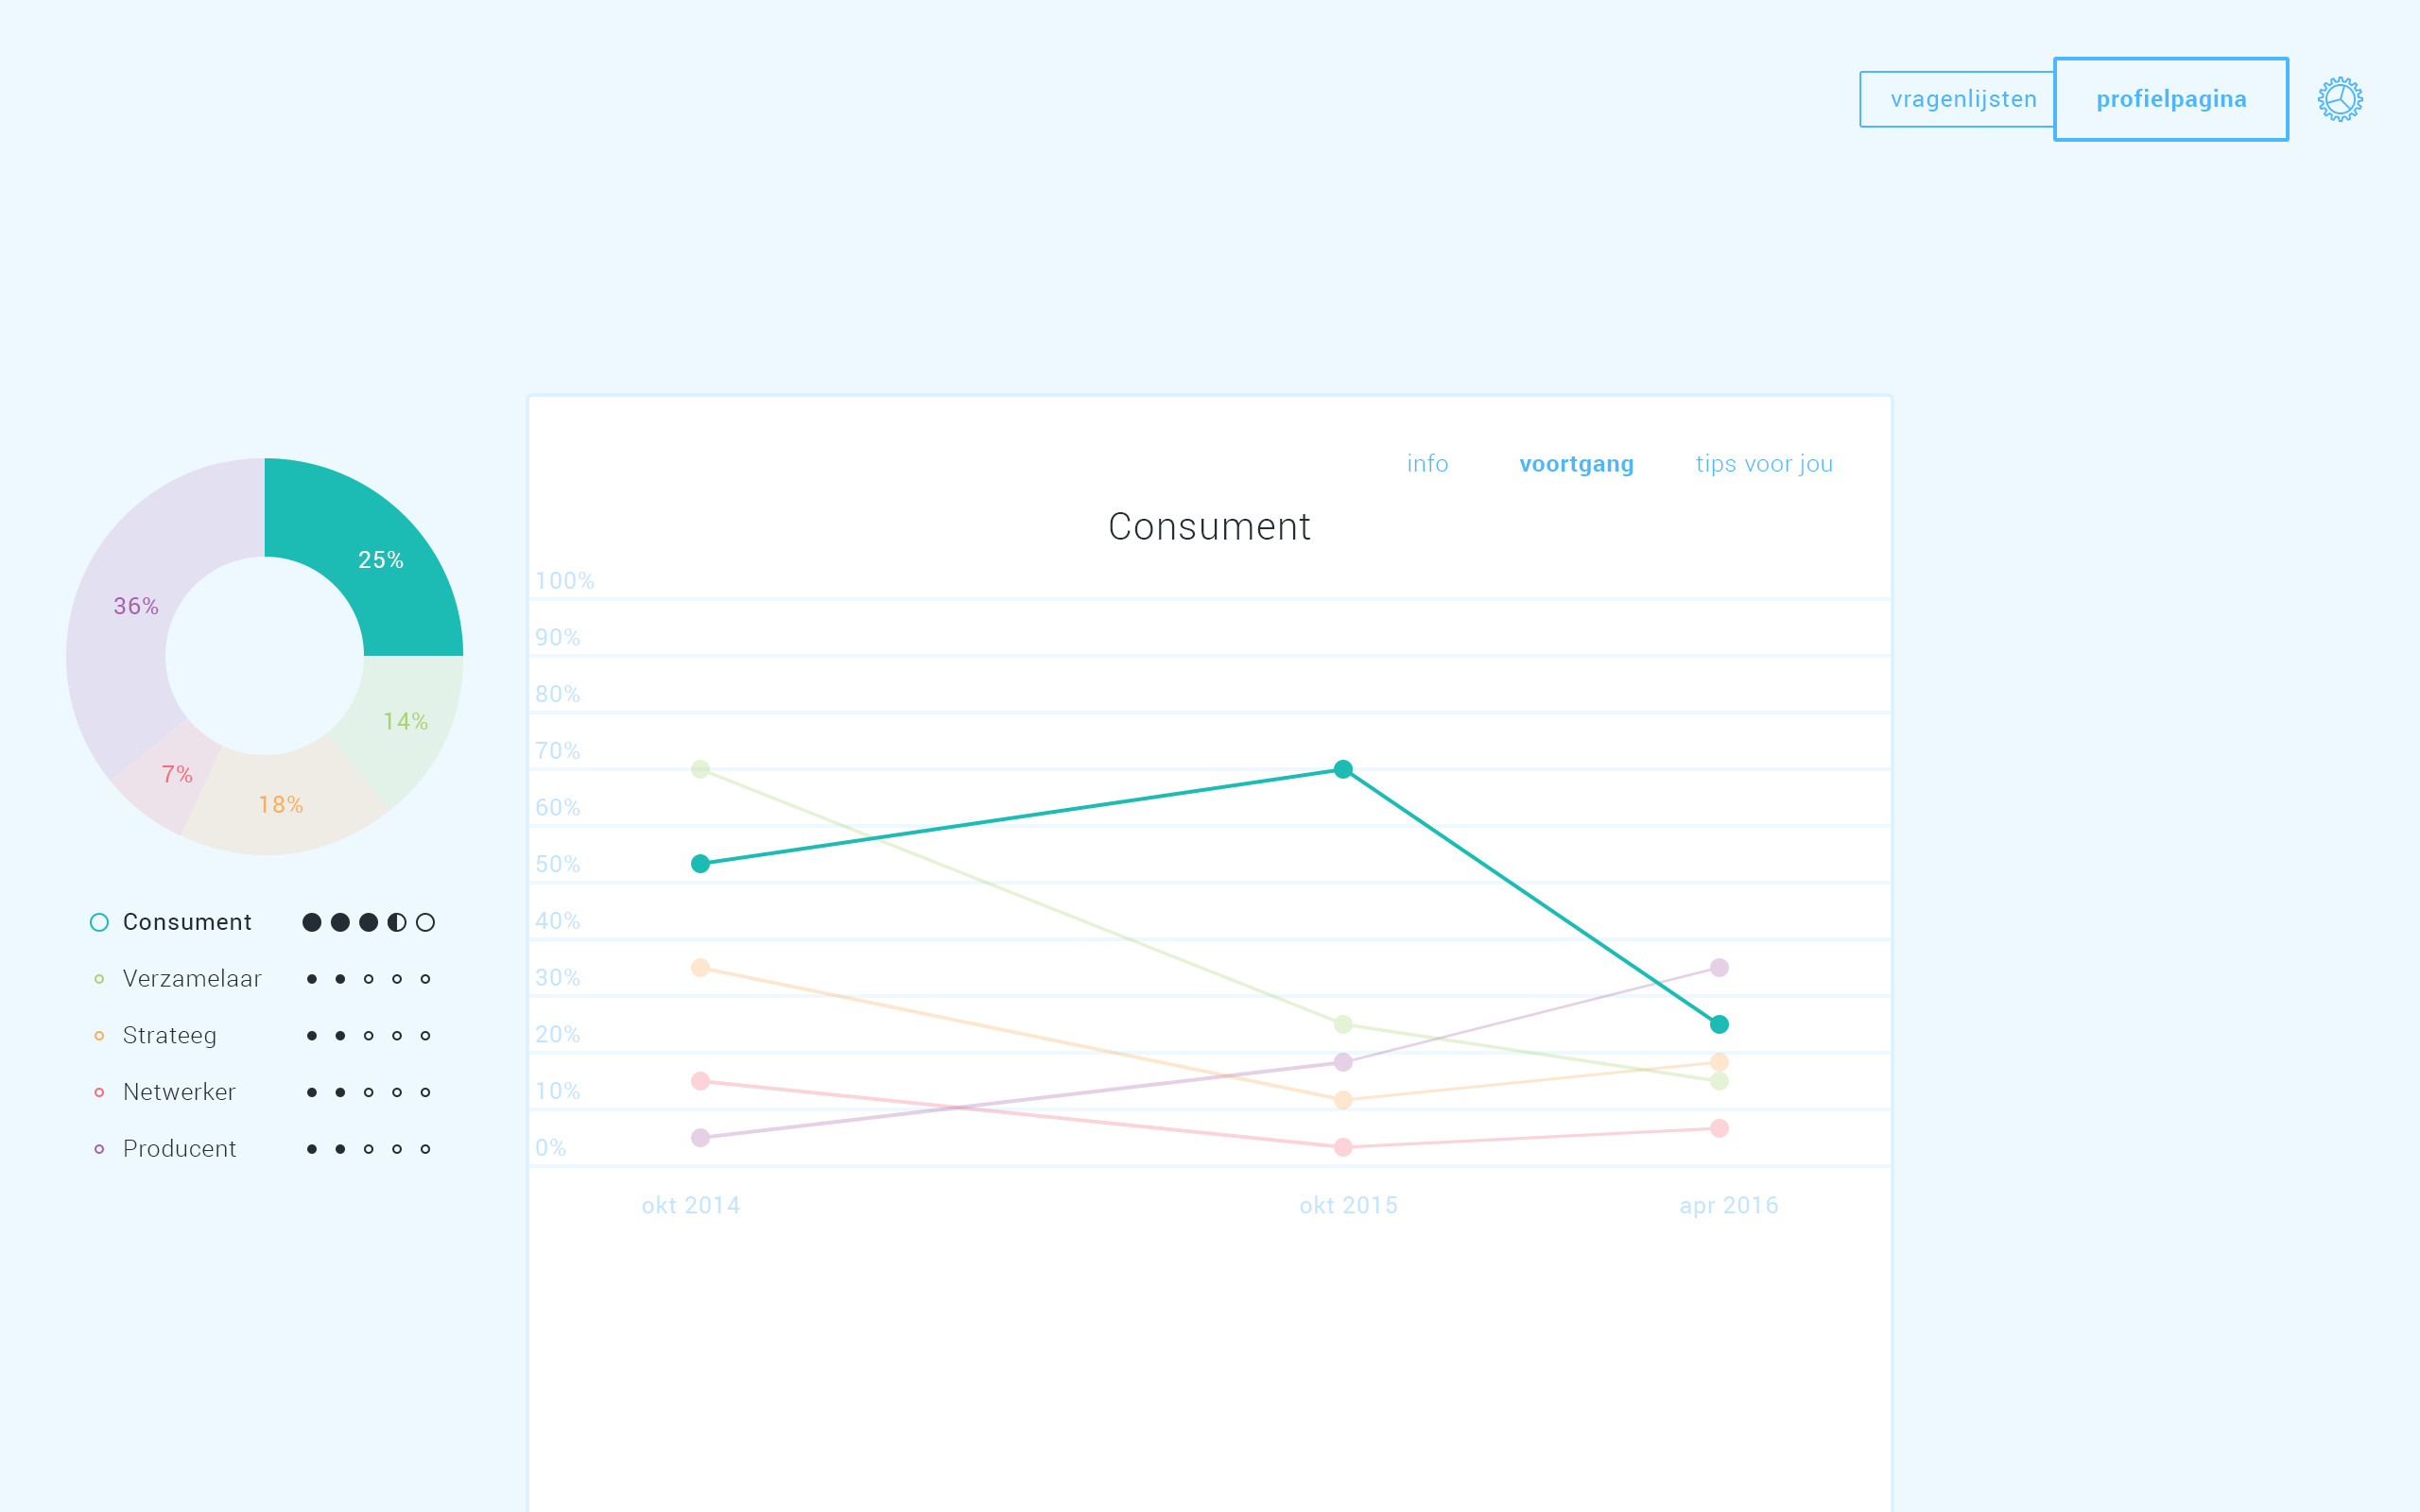 vragenlijsten
profielpagina
info
voortgang
tips voor jou
Consument
25%
14%
18%
7%
36%
Consument
Verzamelaar
Strateeg
Netwerker
Producent
100%
90%
80%
70%
60%
50%
40%
30%
20%
10%
0%
okt 2014
okt 2015
apr 2016